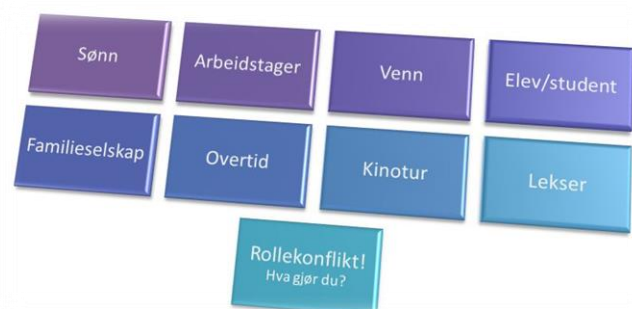 Sønn
Arbeidstager
Venn
Elev/student
Familieselskap
Overtid
Kinotur
Lekser
Rollekonflikt!
Hva gjør du?